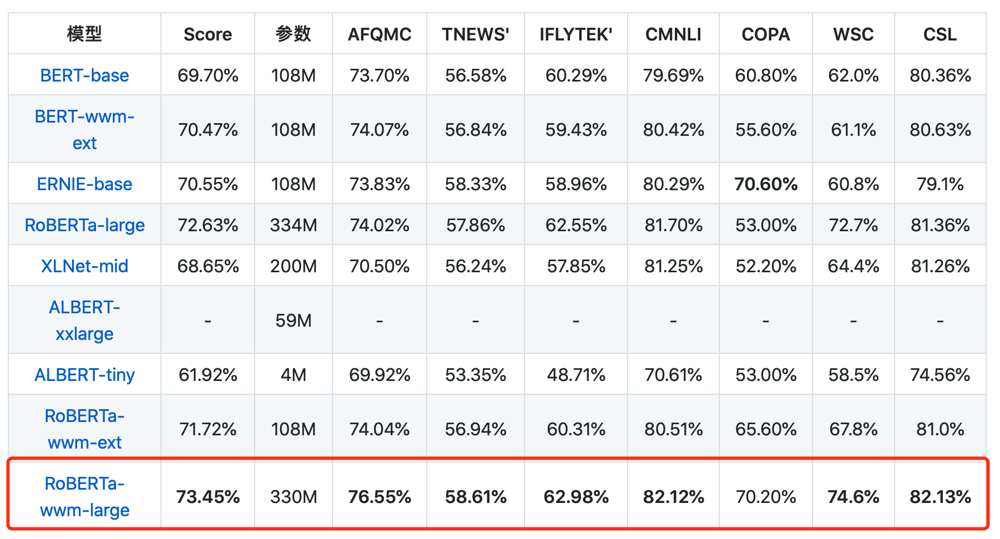 模型 Score 参数 AFQMC TNEWS' IFLYTEK' CMNLI COPA WSC CSL
BERT-base 69.70% 108M 73.70% 56.58% 60.29% 79.69% 60.80% 62.0% 80.36%
BERT-wwm-
ext 70.47% 108M 74.07% 56.84% 59.43% 80.42% 55.60% 61.1% 80.63%
ERNIE-base 70.55% 108M 73.83% 58.33% 58.96% 80.29% 70.60% 60.8% 79.1%
RoBERTa-large 72.63% 334M 74.02% 57.86% 62.55% 81.70% 53.00% 72.7% 81.36%
XLNet-mid 68.65% 200M 70.50% 56.24% 57.85% 81.25% 52.20% 64.4% 81.26%
ALBERT-
xxlarge - 59M - - - - - - -
ALBERT-tiny 61.92% 4M 69.92% 53.35% 48.71% 70.61% 53.00% 58.5% 74.56%
RoBERTa-
wwm-ext 71.72% 108M 74.04% 56.94% 60.31% 80.51% 65.60% 67.8% 81.0%
RoBERTa-
wwm-large 73.45% 330M 76.55% 58.61% 62.98% 82.12% 70.20% 74.6% 82.13%